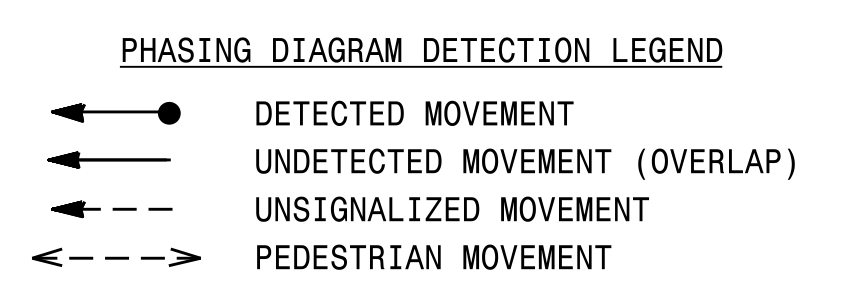 PHASING DIAGRAM DETECTION LEGEND
DETECTED MOVEMENT
UNDETECTED MOVEMENT (OVERLAP)
UNSIGNALIZED MOVEMENT
PEDESTRIAN MOVEMENT